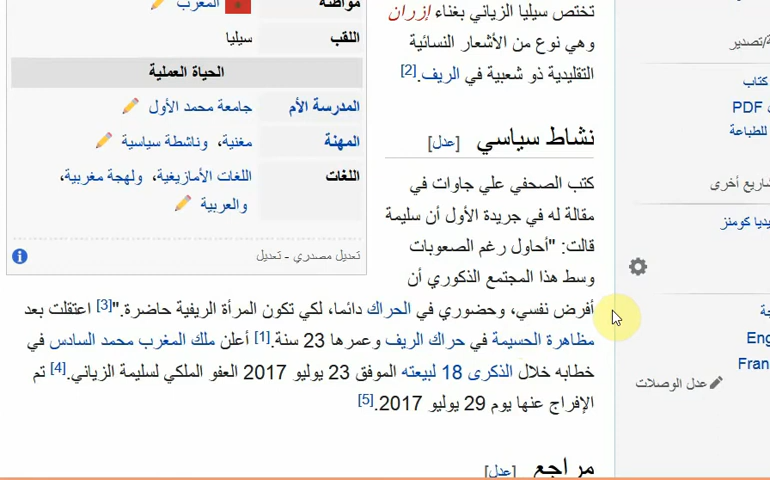 تختص سيليا الزياني بغناء إزران
وهي نوع من الأشعار النسائية
التقليدية ذو شعبية في الريف.[2]
نشاط سياسي [عدل]
كتب الصحفي علي جاوات في
مقالة له في جريدة الأول أن سليمة
قالت: "أحاول رغم الصعوبات
وسط هذا المجتمع الذكوري أن
أفرض نفسي، وحضوري في الحراك دائما، لكي تكون المرأة الريفية حاضرة."[3] اعتقلت بعد
مظاهرة الحسيمة في حراك الريف وعمرها 23 سنة.[1] أعلن ملك المغرب محمد السادس في
خطابه خلال الذكرى 18 لبيعته الموفق 23 يوليو 2017 العفو الملكي لسليمة الزياني.[4] تم
الإفراج عنها يوم 29 يوليو 2017.[5]
مراجع [عدل]
مواطنة المغرب
اللقب سيليا
الحياة العملية
المدرسة الأم جامعة محمد الأول
المهنة مغنية، وناشطة سياسية
اللغات اللغات الأمازيغية، ولهجة مغربية،
والعربية
تعديل مصدري - تعديل
ة/تصدير
كتاب
PDF
للطباعة
شاريع أخرى
يديا كومنز
Eng
Fran
عدل الوصلات